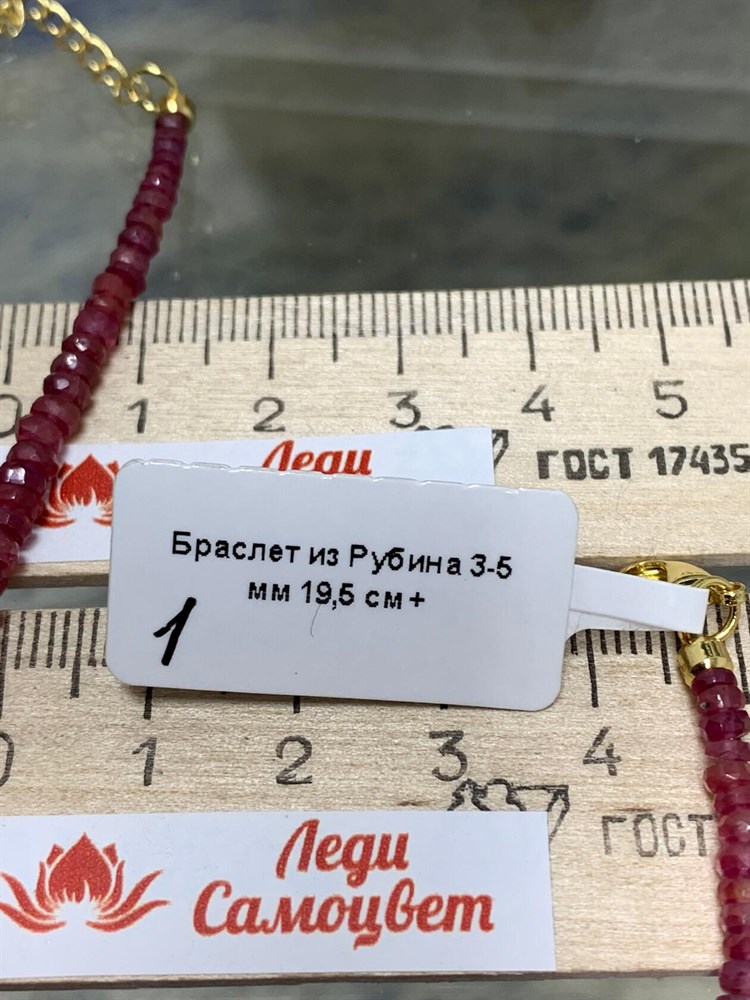 0 1 2 3 4 5
ГОСТ 17435
Леди
Браслет из Рубина 3-5
мм 19,5 см+
1
0 1 2 3 4
ГОСТ
Леди
Самоцвет